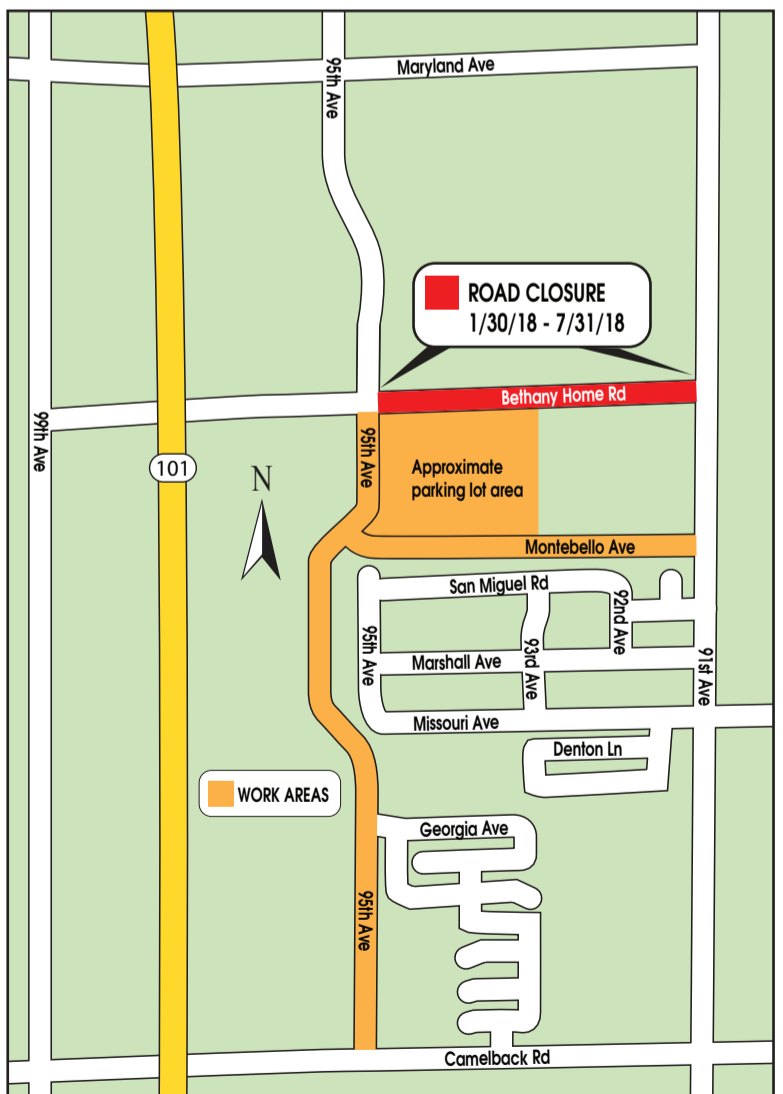 Maryland Ave
95th Ave
ROAD CLOSURE
1/30/18 - 7/31/18
Bethany Home Rd
99th Ave
95th Ave
101
N
Approximate
parking lot area
Montebello Ave
San Miguel Rd
92nd Ave
95th Ave
93rd Ave
Marshall Ave
91st Ave
Missouri Ave
Denton Ln
WORK AREAS
Georgia Ave
95th Ave
Camelback Rd